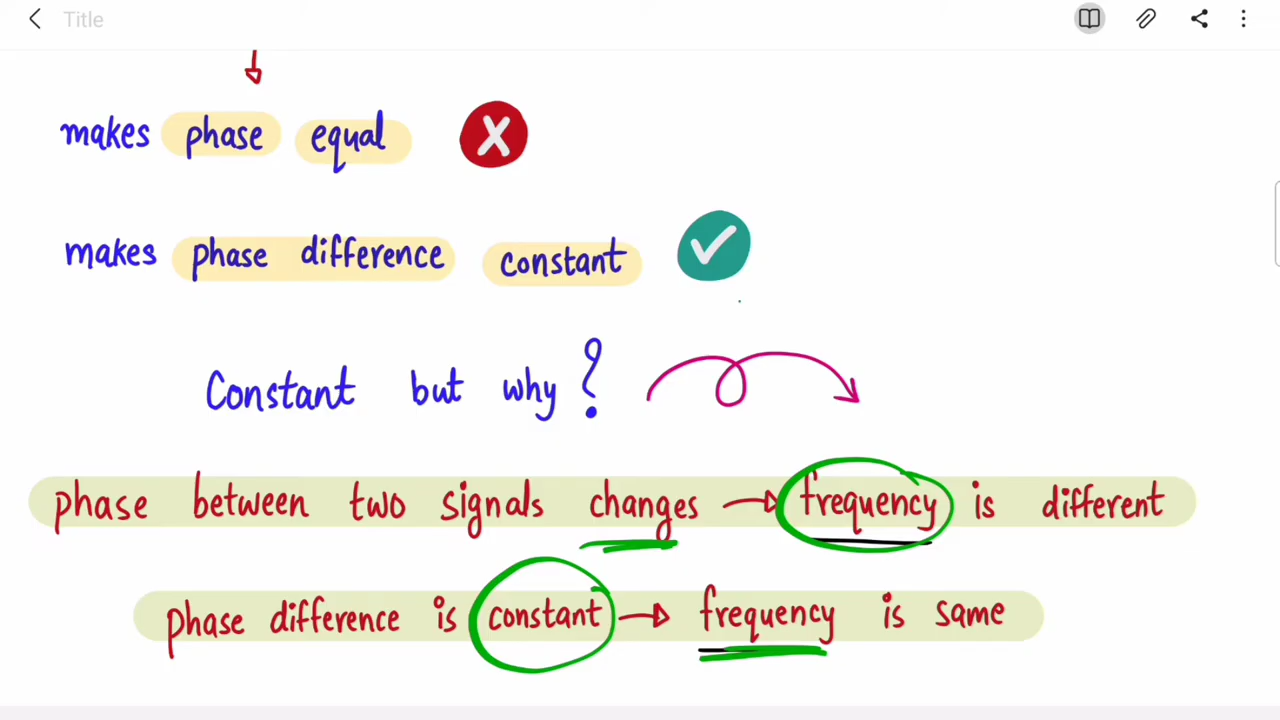 Title
makes phase equal X
makes phase difference constant
Constant but why ?
phase between two signals changes → frequency is different
phase difference is constant → frequency is same